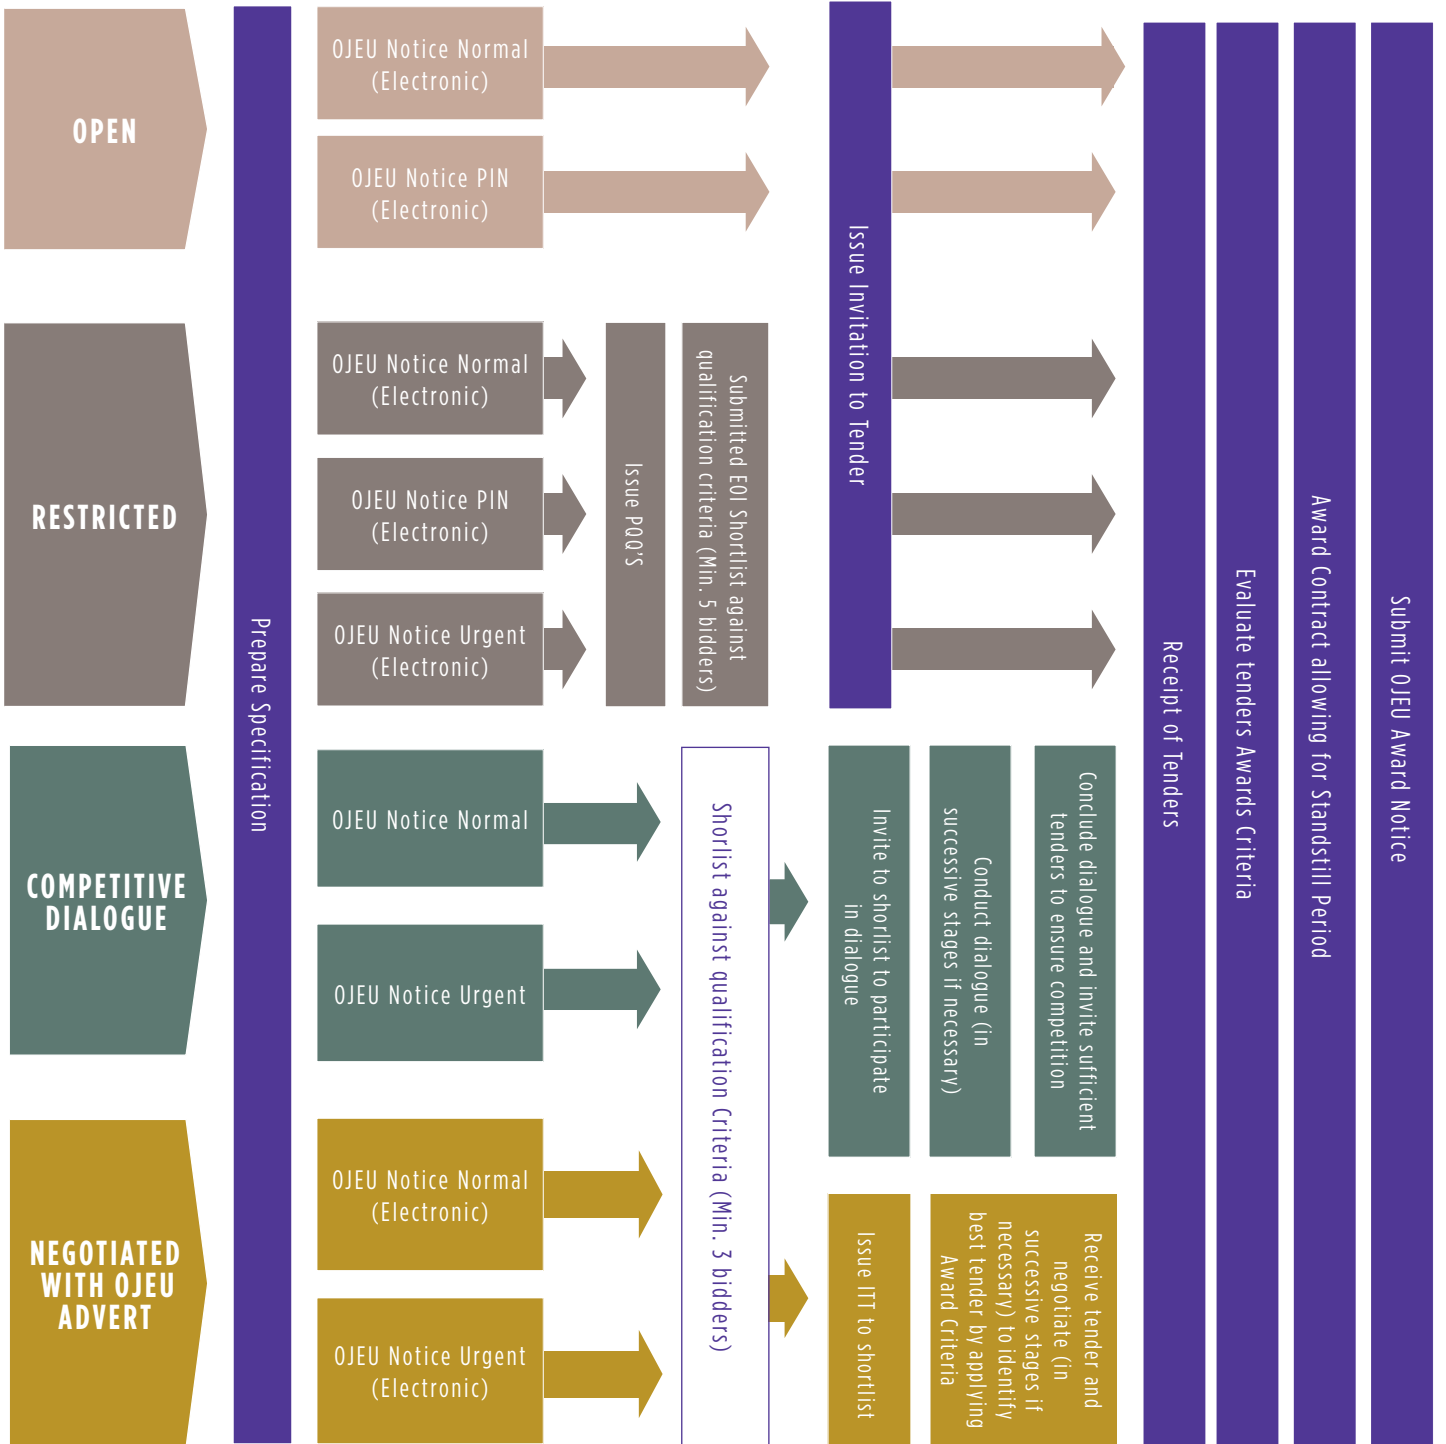 OPEN
OJEU Notice Normal
(Electronic)
OJEU Notice PIN
(Electronic)
RESTRICTED
OJEU Notice Normal
(Electronic)
OJEU Notice PIN
(Electronic)
OJEU Notice Urgent
(Electronic)
Issue PQQ'S
Submitted EOI Shortlist against
qualification criteria (Min. 5 bidders)
Issue Invitation to Tender
Prepare Specification
COMPETITIVE
DIALOGUE
OJEU Notice Normal
OJEU Notice Urgent
Shorlist against qualification Criteria (Min. 3 bidders)
Invite to shorlist to participate
in dialogue
Conduct dialogue (in
successive stages if necessary)
Conclude dialogue and invite sufficient
tenders to ensure competition
NEGOTIATED
WITH OJEU
ADVERT
OJEU Notice Normal
(Electronic)
OJEU Notice Urgent
(Electronic)
Issue ITT to shortlist
Receive tender and
negotiate (in
successive stages if
necessary) to identify
best tender by applying
Award Criteria
Receipt of Tenders
Evaluate tenders Awards Criteria
Award Contract allowing for Standstill Period
Submit OJEU Award Notice